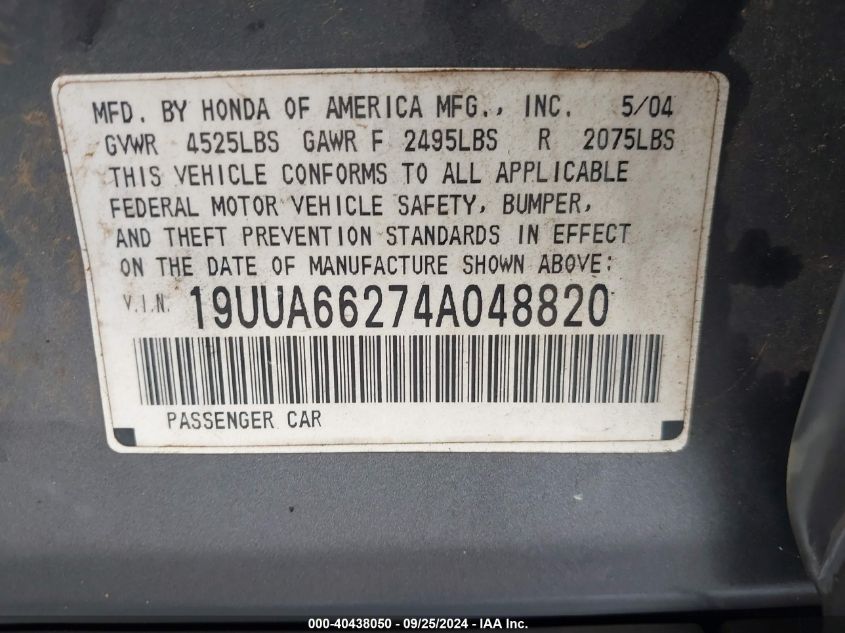 MFD. BY HONDA OF AMERICA MFG., INC. 5/04
GVWR 4525LBS GAWR F 2495LBS R 2075LBS
THIS VEHICLE CONFORMS TO ALL APPLICABLE
FEDERAL MOTOR VEHICLE SAFETY, BUMPER,
AND THEFT PREVENTION STANDARDS IN EFFECT
ON THE DATE OF MANUFACTURE SHOWN ABOVE:
V.I.N. 19UUA66274A048820
PASSENGER CAR
000-40438050 - 09/25/2024 - IAA Inc.